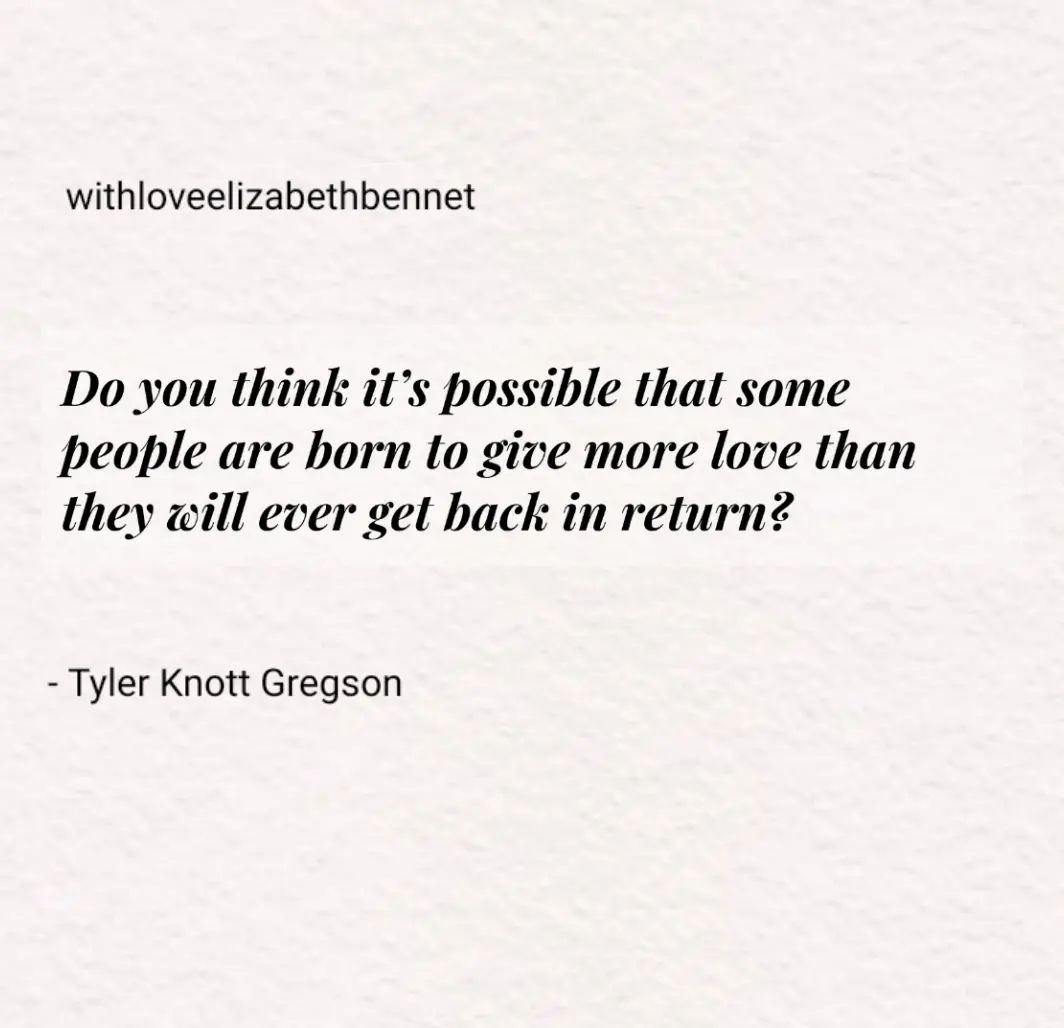 withloveelizabethbennet
Do you think it’s possible that some
people are born to give more love than
they will ever get back in return?
- Tyler Knott Gregson